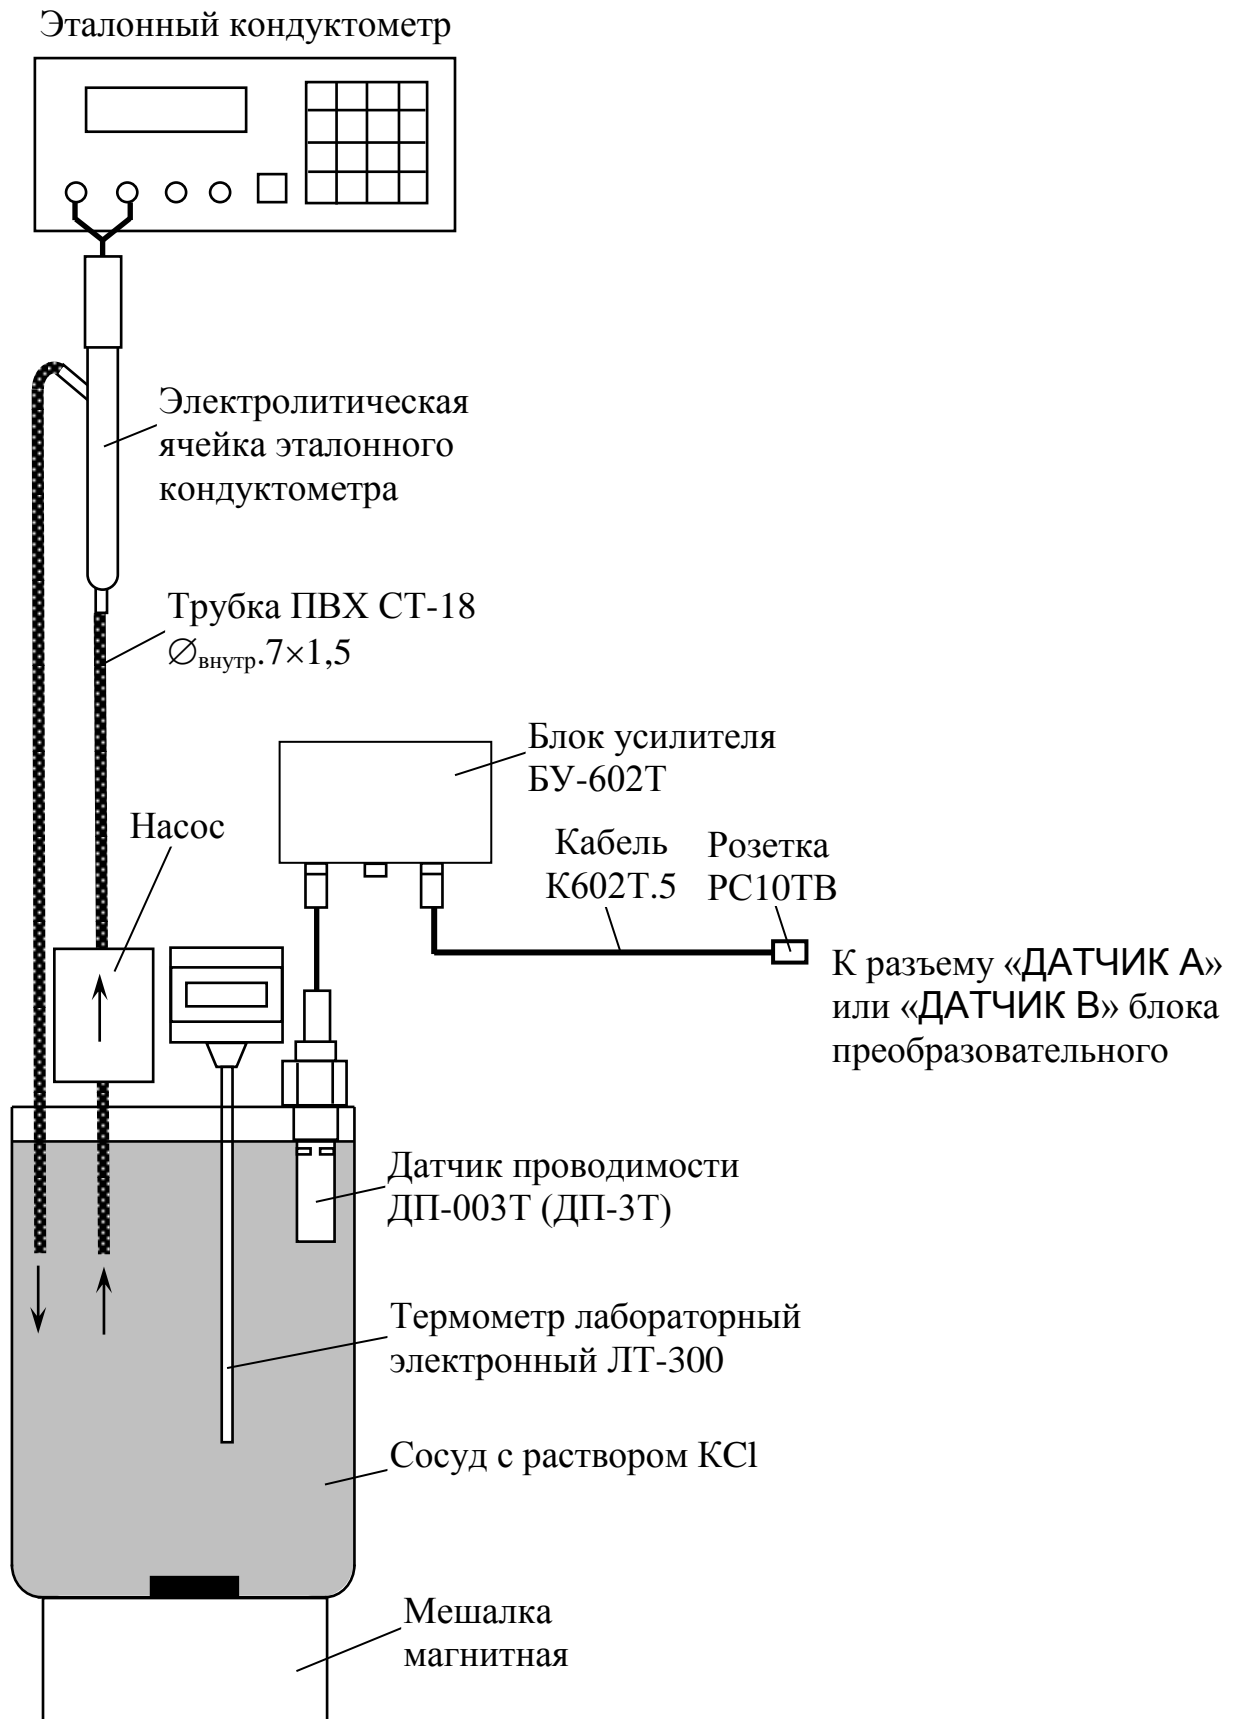 Эталонный кондуктометр
Электролитическая
ячейка эталонного
кондуктометра
Трубка ПВХ СТ-18
∅внутр.7×1,5
Блок усилителя
БУ-602Т
Насос
Кабель
К602Т.5
Розетка
РС10ТВ
К разъему «ДАТЧИК А»
или «ДАТЧИК В» блока
преобразовательного
Датчик проводимости
ДП-003Т (ДП-3Т)
Термометр лабораторный
электронный ЛТ-300
Сосуд с раствором KCl
Мешалка
магнитная